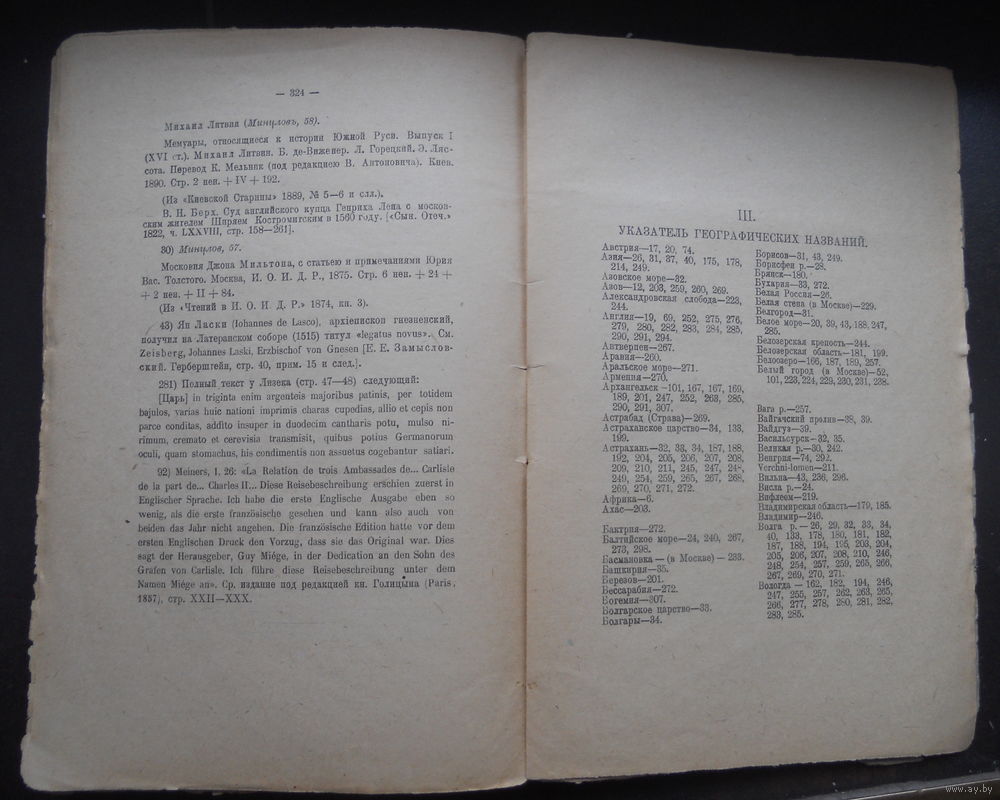 — 324 —
Михаил Литвин (Минуловъ, 58).
Мемуары, относящиеся к истории Южной Руси. Выпуск I
(XVI ст.). Михаил Литвин. Б. де-Виженер. Л. Горецкий. Э. Ляс-
сота. Перевод К. Мельник (под редакциею В. Антоновича). Киев.
1890. Стр. 2 нен. + IV + 192.
(Из «Киевской Старины» 1889, № 5—6 и слл.).
В. Н. Берх. Суд английского купца Генриха Лена с москов-
ским жителем Ширяем Костромитским в 1560 году. [«Сын. Отеч.»
1822, ч. LXXVIII, стр. 158—261].
30) Минулов, 57.
Московия Джона Мильтона, с статьею и примечаниями Юрия
Вас. Толстого. Москва, И. О. И. Д. Р., 1875. Стр. 6 нен. + 24 +
+ 2 нен. + II + 84.
(Из «Чтений в И. О. И. Д. Р.» 1874, кн. 3).
43) Ян Ласки (Iohannes de Lasco), архиепископ гнезненский,
получил на Латеранском соборе (1515) титул «legatus novus». См.
Zeisberg, Johannes Laski, Erzbischof von Gnesen [Е. Е. Замыслов-
ский. Герберштейн, стр. 40, прим. 15 и след.].
281) Полный текст у Лизека (стр. 47—48) следующий:
[Царь] in triginta enim argenteis majoribus patinis, per totidem
bajulos, varias huic nationi imprimis charas cupedias, allio et cepis non
parce conditas, addito insuper in duodecim cantharis potu, mulso ni-
rimum, cremato et cerevisia transmisit, quibus potius Germanorum
oculi, quam stomachus, his condimentis non assuetus cogebantur satiari.
92) Meiners, I, 26: «La Relation de trois Ambassades de... Carlisle
de la part de... Charles II... Diese Reisebeschreibung erschien zuerst in
Englischer Sprache. Ich habe die erste Englische Ausgabe eben so
wenig, als die erste französische gesehen und kann also auch von
beiden das Jahr nicht angeben. Die französische Edition hatte vor dem
ersten Englischen Druck den Vorzug, dass sie das Original war. Dies
sagt der Herausgeber, Guy Miége, in der Dedication an den Sohn des
Grafen von Carlisle. Ich führe diese Reisebeschreibung unter dem
Namen Miége an». Ср. издание под редакцией кн. Голицына (Paris,
1857), стр. XXII—XXX.
III.
УКАЗАТЕЛЬ ГЕОГРАФИЧЕСКИХ НАЗВАНИЙ.
Австрия—17, 20, 74.
Азия—26, 31, 37, 40, 175, 178,
214, 249.
Азовское море—32.
Азов—12, 203, 259, 260, 269.
Александровская слобода—223,
244.
Англия—19, 69, 252, 275, 276,
279, 280, 282, 283, 284, 285,
290, 291, 294.
Антверпен—267.
Аравия—260.
Аральское море—271.
Армения—270.
Архангельск—101, 167, 167, 169,
189, 201, 247, 252, 263, 285,
290, 291, 307.
Астрабад (Страва)—269.
Астраханское царство—34, 133,
199.
Астрахань—32, 33, 34, 187, 188,
192, 204, 205, 206, 207, 208,
209, 210, 211, 245, 247, 248,
249, 254, 259, 265, 267, 268,
269, 270, 271, 272.
Африка—6.
Ахас—203.
Бактрия—272.
Балтийское море—24, 240, 267,
273, 298.
Басмановка—(в Москве)—233.
Башкирия—35.
Березов—201.
Бессарабия—272.
Богемия—307.
Болгарское царство—33.
Болгары—34.
Борисов—31, 43, 249.
Борисфен р.—28.
Брянск—180.
Бухария—33, 272.
Белая Россия—26.
Белая стена (в Москве)—229.
Белгород—31.
Белое море—20, 39, 43, 188, 247,
285.
Белозерская крепость—244.
Белозерская область—181, 199.
Белоозеро—166, 187, 189, 257.
Белый город (в Москве)—52,
101, 223, 224, 229, 230, 231, 238.
Вага р.—257.
Вайгачский пролив—38, 39.
Вайдгуз—39.
Васильсурск—32, 35.
Великая р.—30, 242.
Венгрия—74, 292.
Verchni-lomen—211.
Вильна—43, 236, 296.
Висла р.—24.
Вифлеем—219.
Владимирская область—179, 185.
Владимир—246.
Волга р.—26, 29, 32, 33, 34,
40, 133, 178, 180, 181, 182,
187, 188, 194, 195, 203, 204,
205, 206, 207, 208, 210, 246,
248, 254, 257, 259, 265, 266,
267, 269, 270, 271.
Вологда—162, 182, 194, 246,
247, 255, 257, 262, 263, 265,
266, 277, 278, 280, 281, 282,
283, 285.
www.ay.by